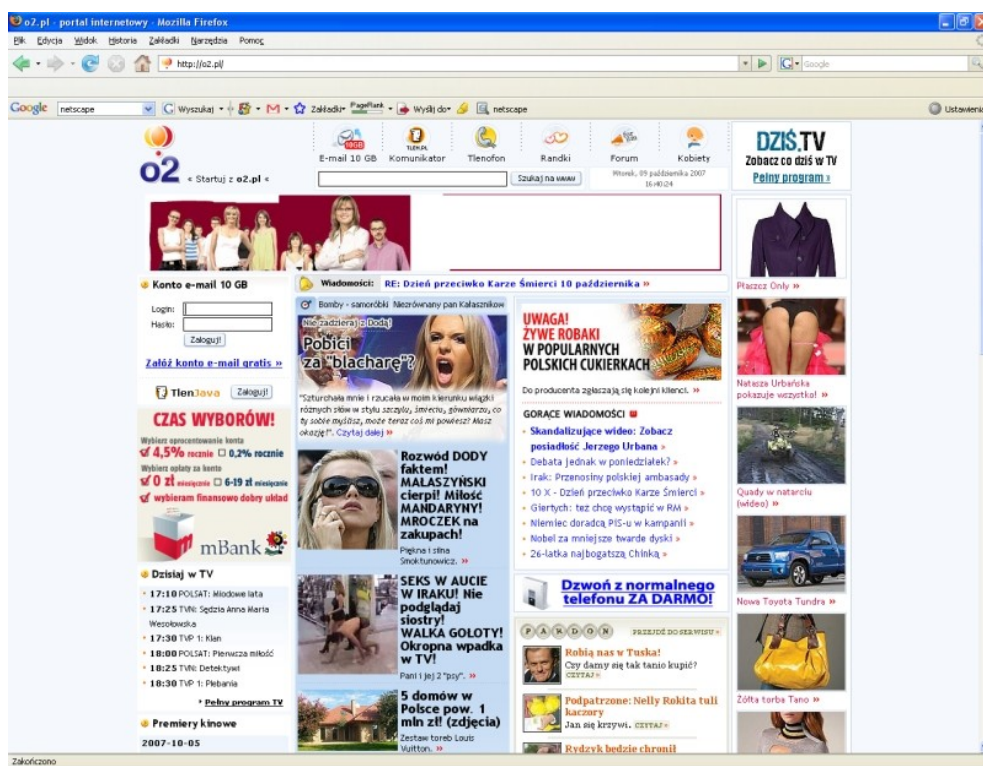 o2.pl - portal internetowy - Mozilla Firefox
Plik Edycja Widok Historia Zakładki Narzędzia Pomoc
http://o2.pl/
G Google
Google netscape G Wyszukaj Zakładki PageRank Wyślij do netscape Ustawienia
o2 « Startuj z o2.pl «
10GB TLEN.PL
E-mail 10 GB Komunikator Tlenofon Randki Forum Kobiety
Szukaj na WWW
Wtorek, 09 października 2007
16:40:24
DZIŚ.TV
Zobacz co dziś w TV
Pełny program »
Konto e-mail 10 GB
Login:
Hasło:
Zaloguj!
Załóż konto e-mail gratis »
TlenJava Zaloguj!
CZAS WYBORÓW!
Wybierz oprocentowanie konta
4,5% rocznie 0,2% rocznie
Wybierz opłaty za konto
0 zł miesięcznie 6-19 zł miesięcznie
wybieram finansowo dobry układ
mBank
Dzisiaj w TV
17:10 POLSAT: Miodowe lata
17:25 TVN: Sędzia Anna Maria
Wesołowska
17:30 TVP 1: Klan
18:00 POLSAT: Pierwsza miłość
18:25 TVN: Detektywi
18:30 TVP 1: Plebania
Pełny program TV
Premiery kinowe
2007-10-05
Wiadomości: RE: Dzień przeciwko Karze Śmierci 10 października »
Bomby - samoróbki Niezrównany pan Kałasznikow
Nie zadzieraj z Dodą!
Pobici
za "blacharę"?
"Szturchała mnie i rzucała w moim kierunku wiązki
różnych słów w stylu szczylu, śmieciu, gówniarzu, co
ty sobie myślisz, może teraz coś mi powiesz? Masz
okazję!". Czytaj dalej »
Rozwód DODY
faktem!
MAŁASZYŃSKI
cierpi! Miłość
MANDARYNY!
MROCZEK na
zakupach!
Piękna i silna
Smoktunowicz. »
SEKS W AUCIE
W IRAKU! Nie
podglądaj
siostry!
WALKA GOŁOTY!
Okropna wpadka
w TV!
Pani i jej 2 "psy". »
5 domów w
Polsce pow. 1
mln zł! (zdjęcia)
Zestaw toreb Louis
Vuitton. »
UWAGA!
ŻYWE ROBAKI
W POPULARNYCH
POLSKICH CUKIERKACH
Do producenta zgłaszają się kolejni klienci. »
GORĄCE WIADOMOŚCI
Skandalizujące wideo: Zobacz
posiadłość Jerzego Urbana »
Debata jednak w poniedziałek? »
Irak: Przenosiny polskiej ambasady »
10 X - Dzień przeciwko Karze Śmierci »
Giertych: też chcę wystąpić w RM »
Niemiec doradcą PiS-u w kampanii »
Nobel za mniejsze twarde dyski »
26-latka najbogatszą Chinką »
Dzwoń z normalnego
telefonu ZA DARMO!
PARDON PRZEJDŹ DO SERWISU »
Robią nas w Tuska!
Czy damy się tak tanio kupić?
CZYTAJ »
Podpatrzone: Nelly Rokita tuli
kaczory
Jan się krzywi. CZYTAJ »
Rydzyk będzie chronił
Płaszcz Only »
Natasza Urbańska
pokazuje wszystko! »
Quady w natarciu
(wideo) »
Nowa Toyota Tundra »
Żółta torba Tano »
Zakończono